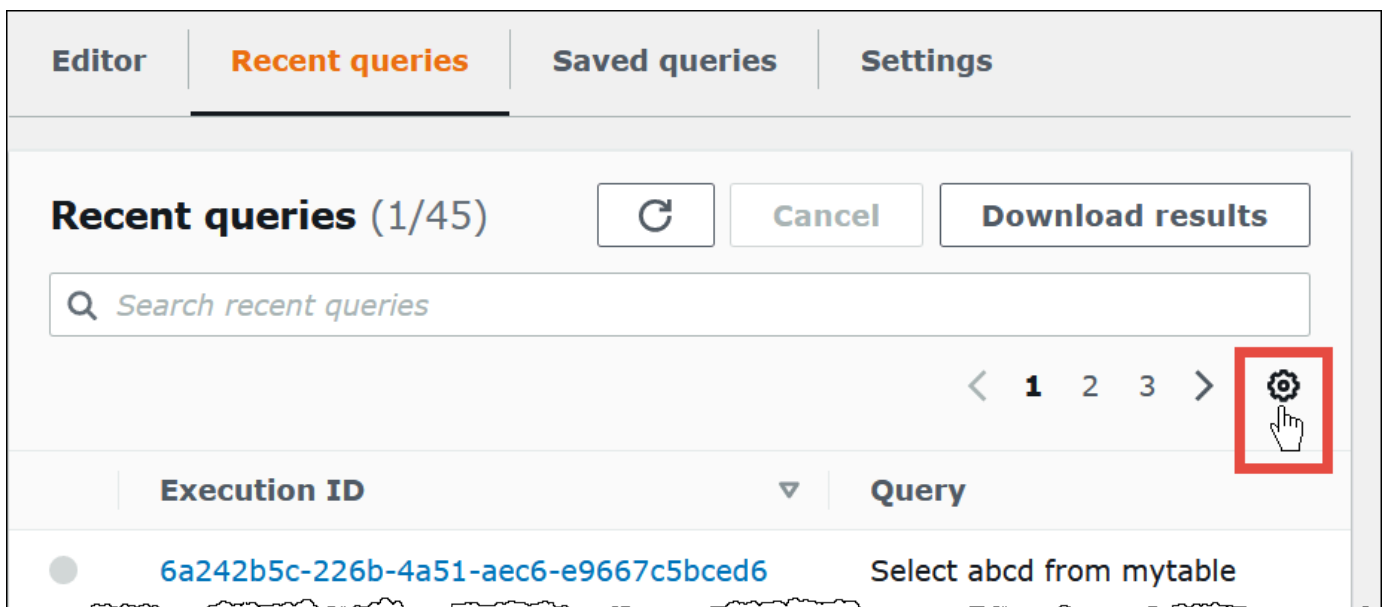 Editor Recent queries Saved queries Settings
Recent queries (1/45) Cancel Download results
Search recent queries
1 2 3
Execution ID Query
6a242b5c-226b-4a51-aec6-e9667c5bced6 Select abcd from mytable